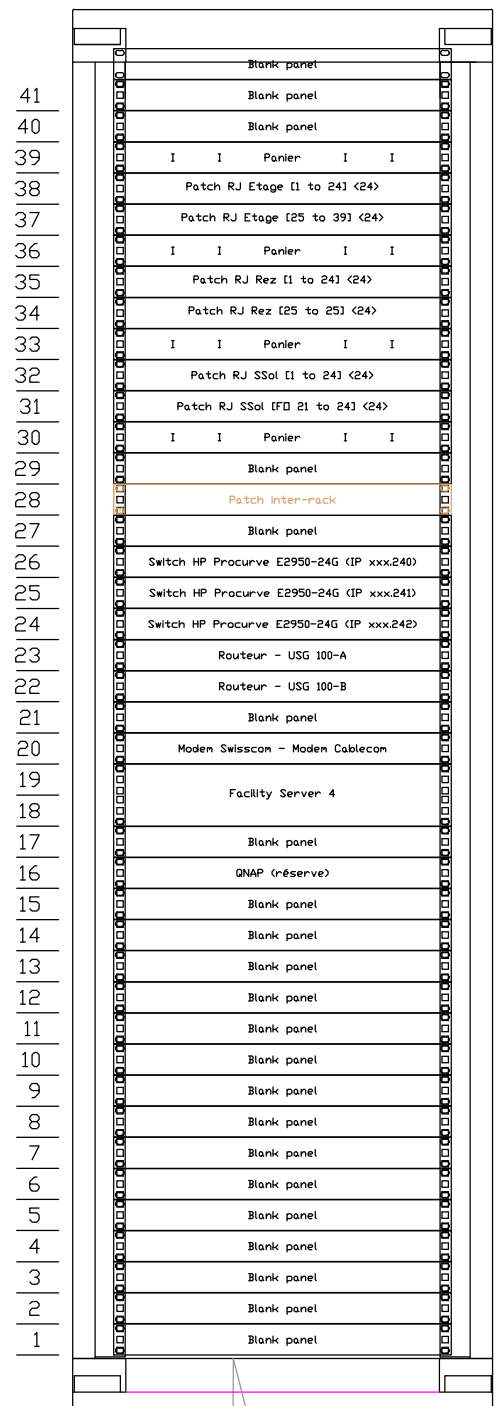 Blank panel
41 Blank panel
40 Blank panel
39 I I Panier I I
38 Patch RJ Etage [1 to 24] <24>
37 Patch RJ Etage [25 to 39] <24>
36 I I Panier I I
35 Patch RJ Rez [1 to 24] <24>
34 Patch RJ Rez [25 to 25] <24>
33 I I Panier I I
32 Patch RJ SSol [1 to 24] <24>
31 Patch RJ SSol [FO 21 to 24] <24>
30 I I Panier I I
29 Blank panel
28 Patch inter-rack
27 Blank panel
26 Switch HP Procurve E2950-24G (IP xxx.240)
25 Switch HP Procurve E2950-24G (IP xxx.241)
24 Switch HP Procurve E2950-24G (IP xxx.242)
23 Routeur - USG 100-A
22 Routeur - USG 100-B
21 Blank panel
20 Modem Swisscom - Modem Cablecom
19
Facility Server 4
18
17 Blank panel
16 QNAP (réserve)
15 Blank panel
14 Blank panel
13 Blank panel
12 Blank panel
11 Blank panel
10 Blank panel
9 Blank panel
8 Blank panel
7 Blank panel
6 Blank panel
5 Blank panel
4 Blank panel
3 Blank panel
2 Blank panel
1 Blank panel